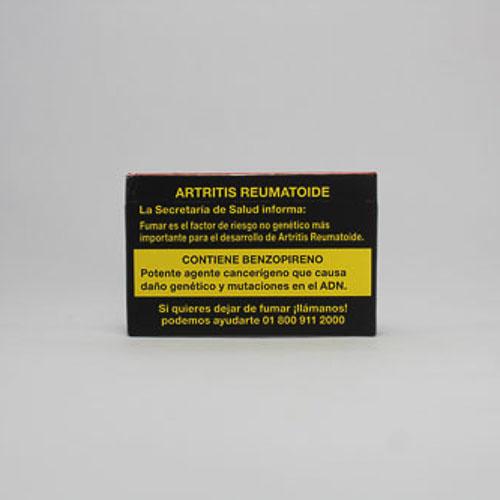 ARTRITIS REUMATOIDE
La Secretaría de Salud informa:
Fumar es el factor de riesgo no genético más
importante para el desarrollo de Artritis Reumatoide.
CONTIENE BENZOPIRENO
Potente agente cancerígeno que causa
daño genético y mutaciones en el ADN.
Si quieres dejar de fumar ¡llámanos!
podemos ayudarte 01 800 911 2000